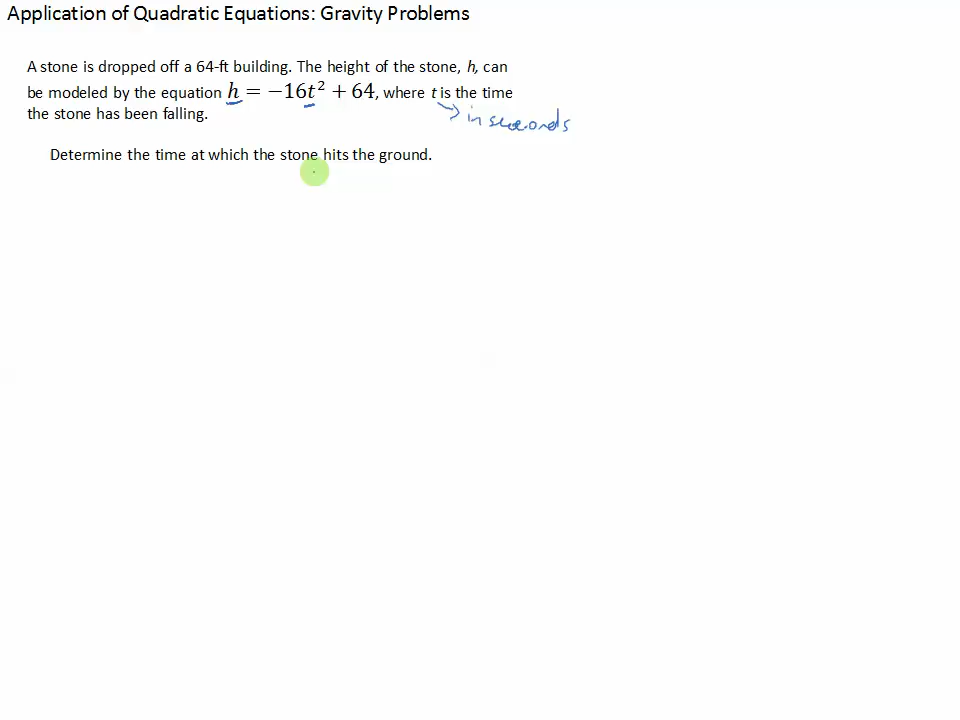 Application of Quadratic Equations: Gravity Problems
A stone is dropped off a 64-ft building. The height of the stone, h, can
be modeled by the equation h = −16t² + 64, where t is the time
the stone has been falling.
in seconds
Determine the time at which the stone hits the ground.